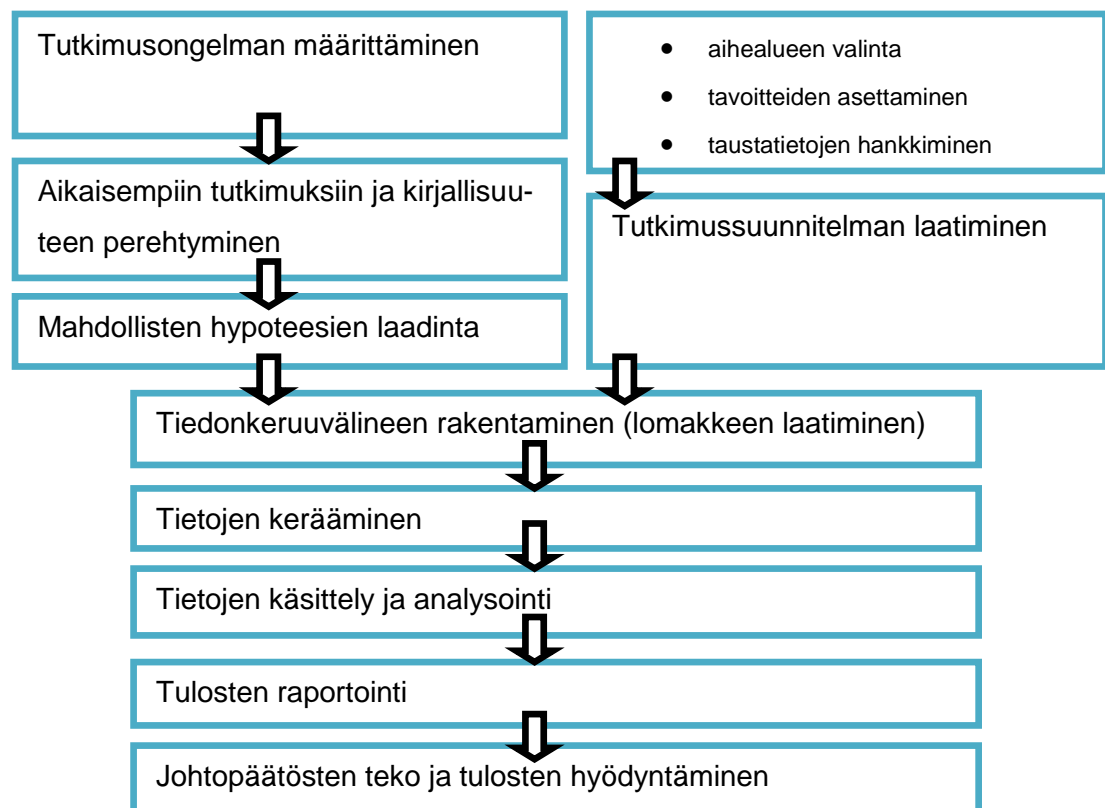 Tutkimusongelman määrittäminen
• aihealueen valinta
• tavoitteiden asettaminen
• taustatietojen hankkiminen
Aikaisempiin tutkimuksiin ja kirjallisuu-
teen perehtyminen
Tutkimussuunnitelman laatiminen
Mahdollisten hypoteesien laadinta
Tiedonkeruuvälineen rakentaminen (lomakkeen laatiminen)
Tietojen kerääminen
Tietojen käsittely ja analysointi
Tulosten raportointi
Johtopäätösten teko ja tulosten hyödyntäminen